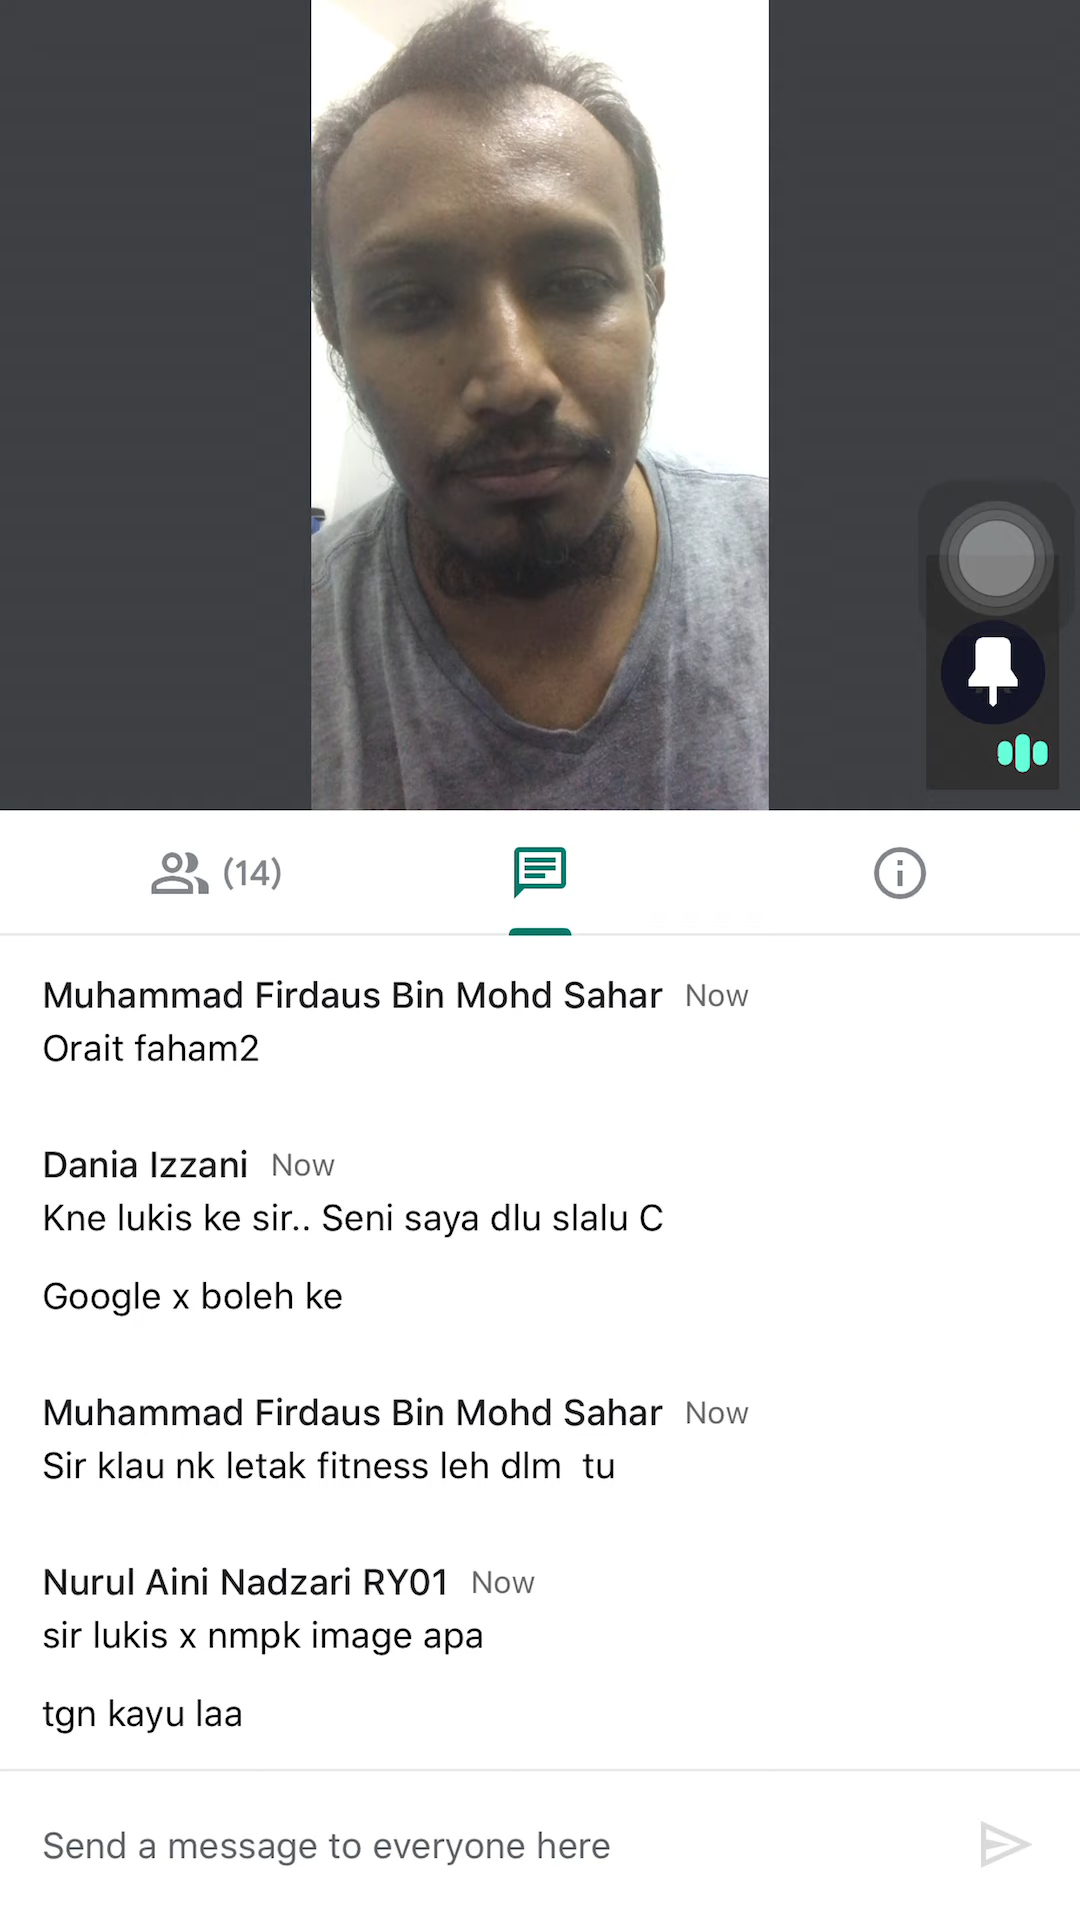 (14)
Muhammad Firdaus Bin Mohd Sahar Now
Orait faham2
Dania Izzani Now
Kne lukis ke sir.. Seni saya dlu slalu C
Google x boleh ke
Muhammad Firdaus Bin Mohd Sahar Now
Sir klau nk letak fitness leh dlm  tu
Nurul Aini Nadzari RY01 Now
sir lukis x nmpk image apa
tgn kayu laa
Send a message to everyone here